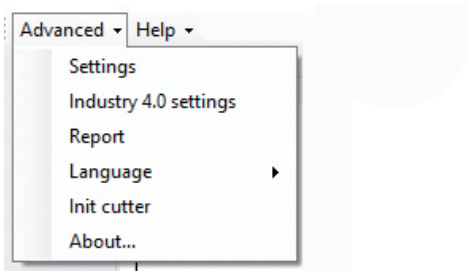 Advanced Help
Settings
Industry 4.0 settings
Report
Language
Init cutter
About...